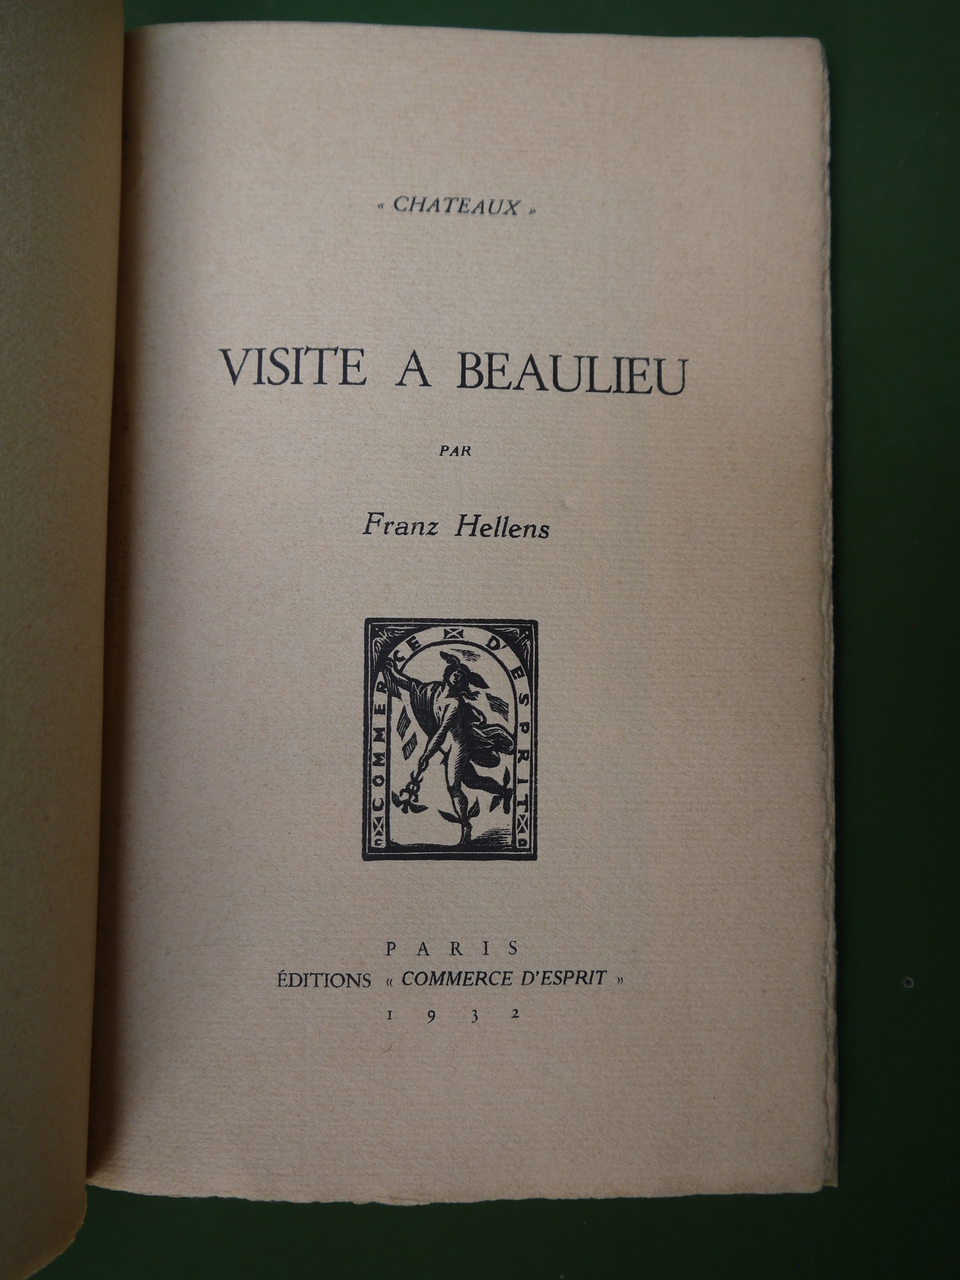 « CHATEAUX »
VISITE A BEAULIEU
PAR
Franz Hellens
COMMERCE D'ESPRIT
PARIS
ÉDITIONS « COMMERCE D'ESPRIT »
1932